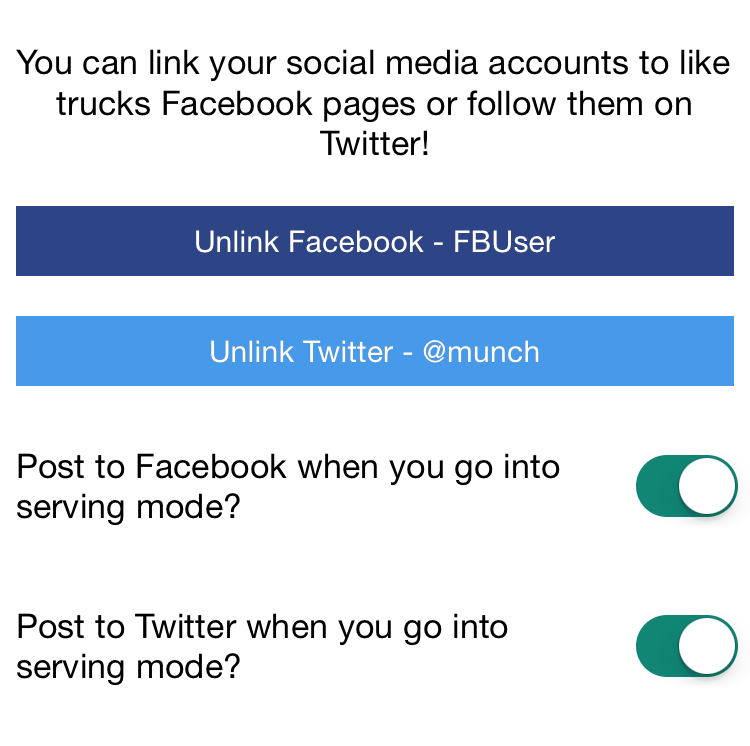 You can link your social media accounts to like
trucks Facebook pages or follow them on
Twitter!
Unlink Facebook - FBUser
Unlink Twitter - @munch
Post to Facebook when you go into
serving mode?
Post to Twitter when you go into
serving mode?